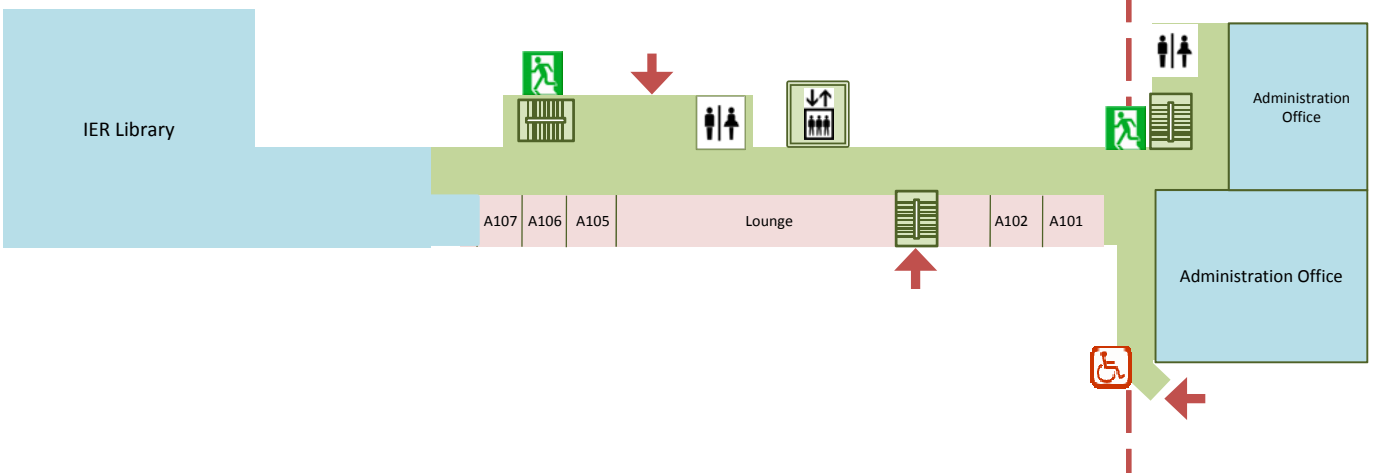 IER Library
Administration
Office
A107
A106
A105
Lounge
A102
A101
Administration Office